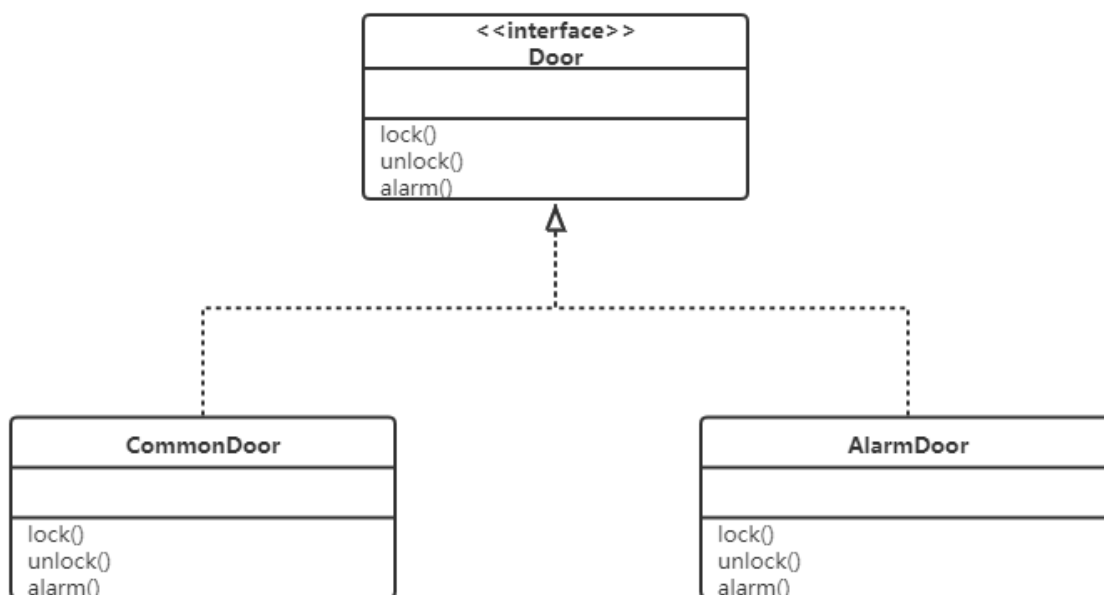 <<interface>>
Door
lock()
unlock()
alarm()
CommonDoor
lock()
unlock()
alarm()
AlarmDoor
lock()
unlock()
alarm()